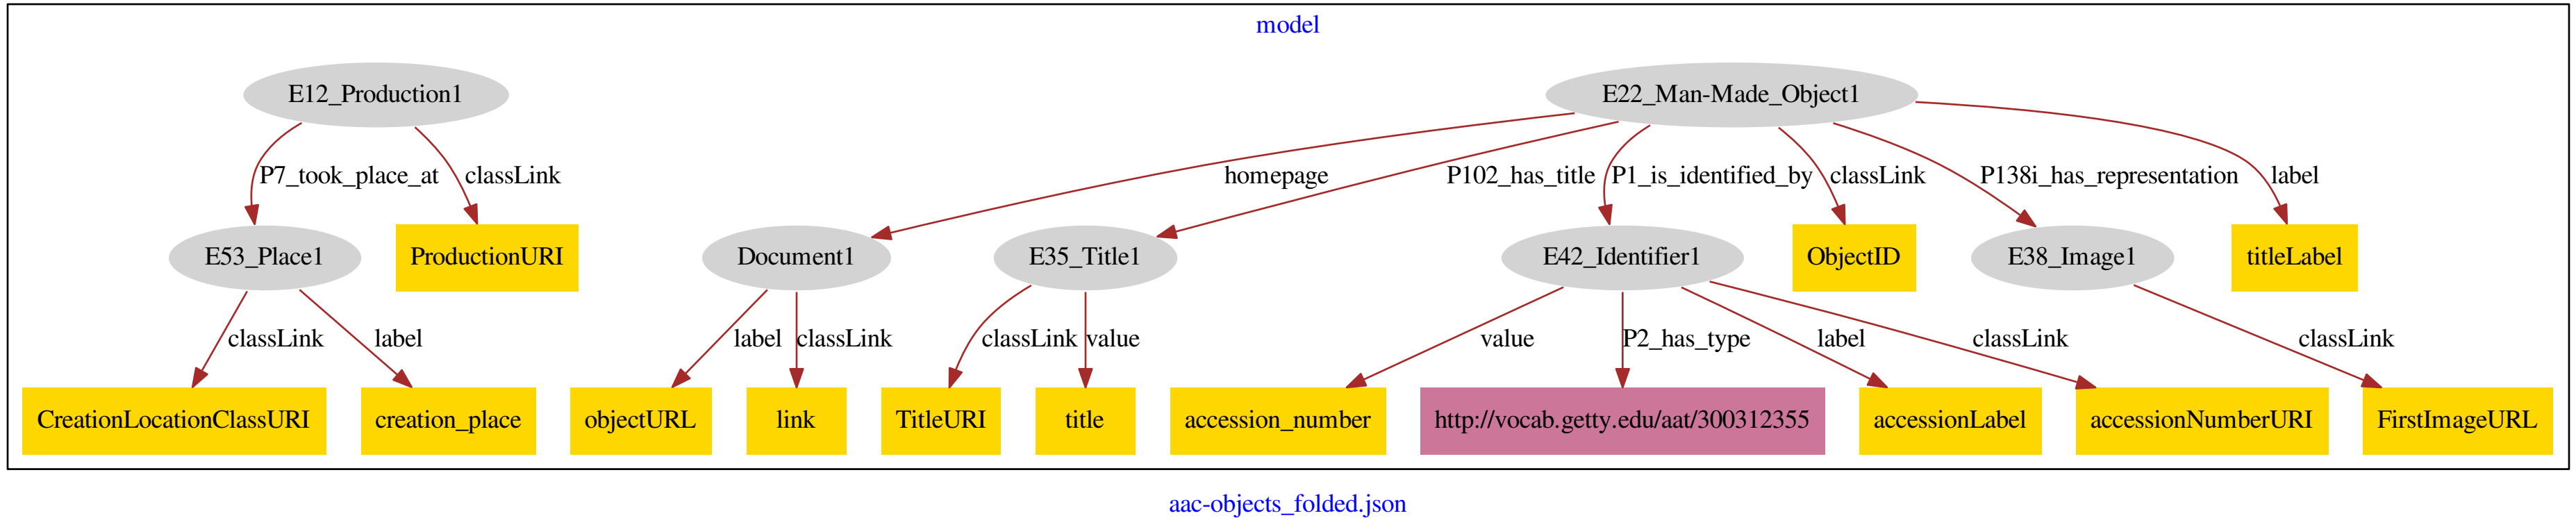 model
E12_Production1
E22_Man-Made_Object1
P7_took_place_at
classLink
homepage
P102_has_title
P1_is_identified_by
classLink
P138i_has_representation
label
E53_Place1
ProductionURI
Document1
E35_Title1
E42_Identifier1
ObjectID
E38_Image1
titleLabel
classLink
label
label
classLink
classLink
value
value
P2_has_type
label
classLink
classLink
CreationLocationClassURI
creation_place
objectURL
link
TitleURI
title
accession_number
http://vocab.getty.edu/aat/300312355
accessionLabel
accessionNumberURI
FirstImageURL
aac-objects_folded.json